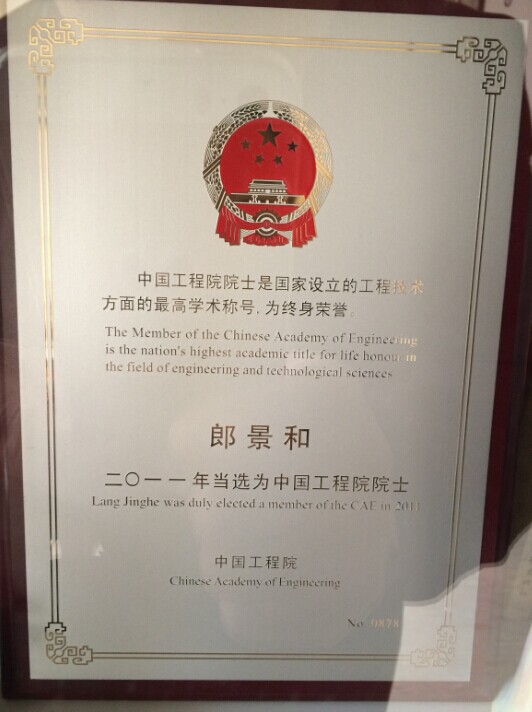 中国工程院院士是国家设立的工程技术
方面的最高学术称号,为终身荣誉。
The Member of the Chinese Academy of Engineering
is the nation's highest academic title for life honour in
the field of engineering and technological sciences
郎景和
二〇一一年当选为中国工程院院士
Lang Jinghe was duly elected a member of the CAE in 2011
中国工程院
Chinese Academy of Engineering
No. 0878